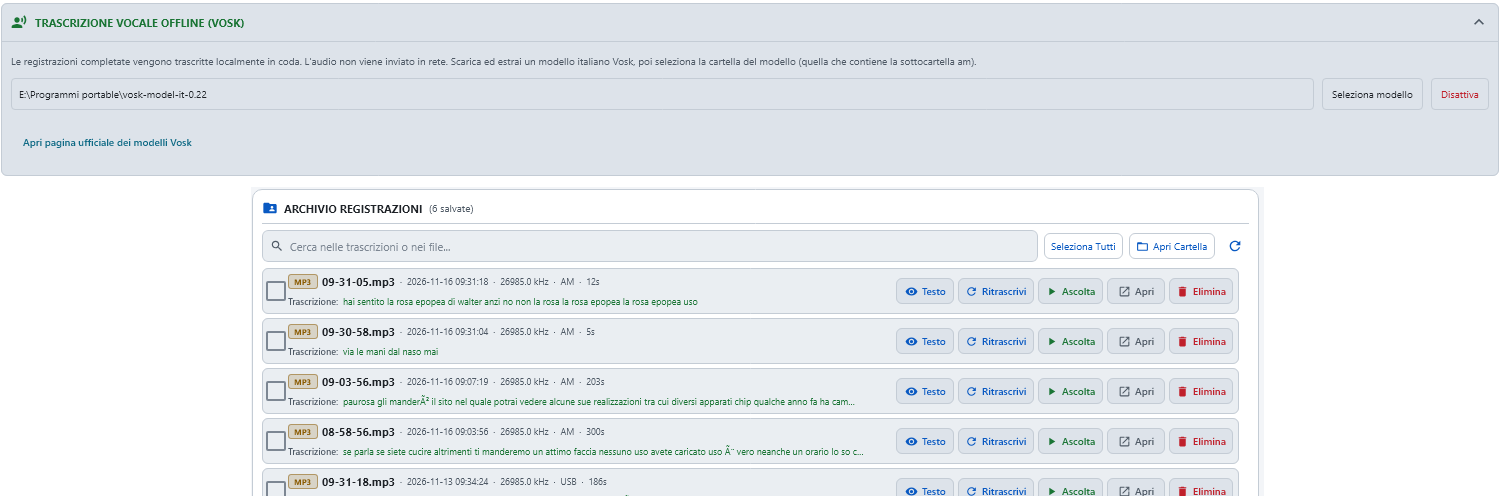 TRASCRIZIONE VOCALE OFFLINE (VOSK)
Le registrazioni completate vengono trascritte localmente in coda. L'audio non viene inviato in rete. Scarica ed estrai un modello italiano Vosk, poi seleziona la cartella del modello (quella che contiene la sottocartella am).
E:\Programmi portable\vosk-model-it-0.22 Seleziona modello Disattiva
Apri pagina ufficiale dei modelli Vosk
ARCHIVIO REGISTRAZIONI (6 salvate)
Cerca nelle trascrizioni o nei file... Seleziona Tutti Apri Cartella
MP3 09-31-05.mp3 · 2026-11-16 09:31:18 · 26985.0 kHz · AM · 12s
Testo Ritrascrivi Ascolta Apri Elimina
Trascrizione: hai sentito la rosa epopea di walter anzi no non la rosa la rosa epopea la rosa epopea uso
MP3 09-30-58.mp3 · 2026-11-16 09:31:04 · 26985.0 kHz · AM · 5s
Testo Ritrascrivi Ascolta Apri Elimina
Trascrizione: via le mani dal naso mai
MP3 09-03-56.mp3 · 2026-11-16 09:07:19 · 26985.0 kHz · AM · 203s
Testo Ritrascrivi Ascolta Apri Elimina
Trascrizione: paurosa gli manderÃ² il sito nel quale potrai vedere alcune sue realizzazioni tra cui diversi apparati chip qualche anno fa ha cam...
MP3 08-58-56.mp3 · 2026-11-16 09:03:56 · 26985.0 kHz · AM · 300s
Testo Ritrascrivi Ascolta Apri Elimina
Trascrizione: se parla se siete cucire altrimenti ti manderemo un attimo faccia nessuno uso avete caricato uso Ã¨ vero neanche un orario lo so c...
MP3 09-31-18.mp3 · 2026-11-13 09:34:24 · 26985.0 kHz · USB · 186s
Testo Ritrascrivi Ascolta Apri Elimina